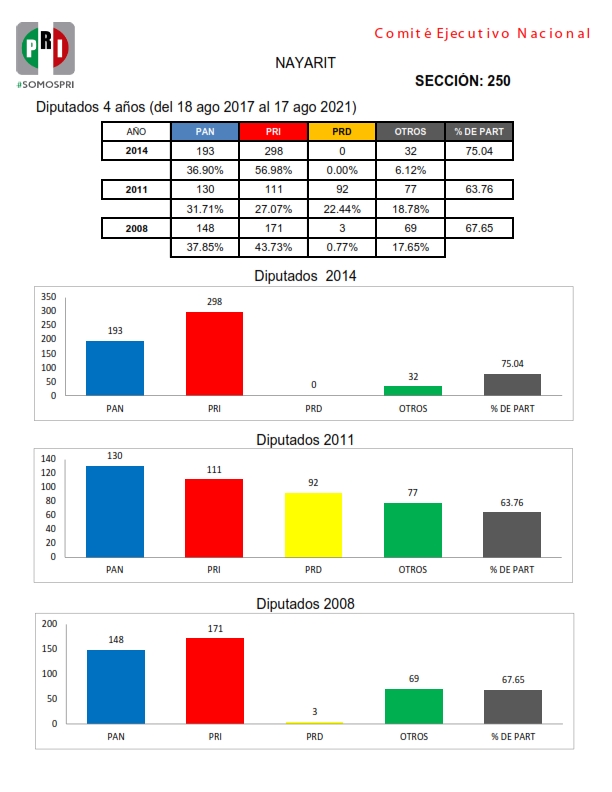 Comité Ejecutivo Nacional
PRI
#SOMOSPRI
NAYARIT
SECCIÓN: 250
Diputados 4 años (del 18 ago 2017 al 17 ago 2021)
AÑO PAN PRI PRD OTROS % DE PART
2014 193 298 0 32 75.04
36.90% 56.98% 0.00% 6.12%
2011 130 111 92 77 63.76
31.71% 27.07% 22.44% 18.78%
2008 148 171 3 69 67.65
37.85% 43.73% 0.77% 17.65%
Diputados 2014
350
300
250
200
150
100
50
0
193 298 0 32 75.04
PAN PRI PRD OTROS % DE PART
Diputados 2011
140
120
100
80
60
40
20
0
130 111 92 77 63.76
PAN PRI PRD OTROS % DE PART
Diputados 2008
200
150
100
50
0
148 171 3 69 67.65
PAN PRI PRD OTROS % DE PART